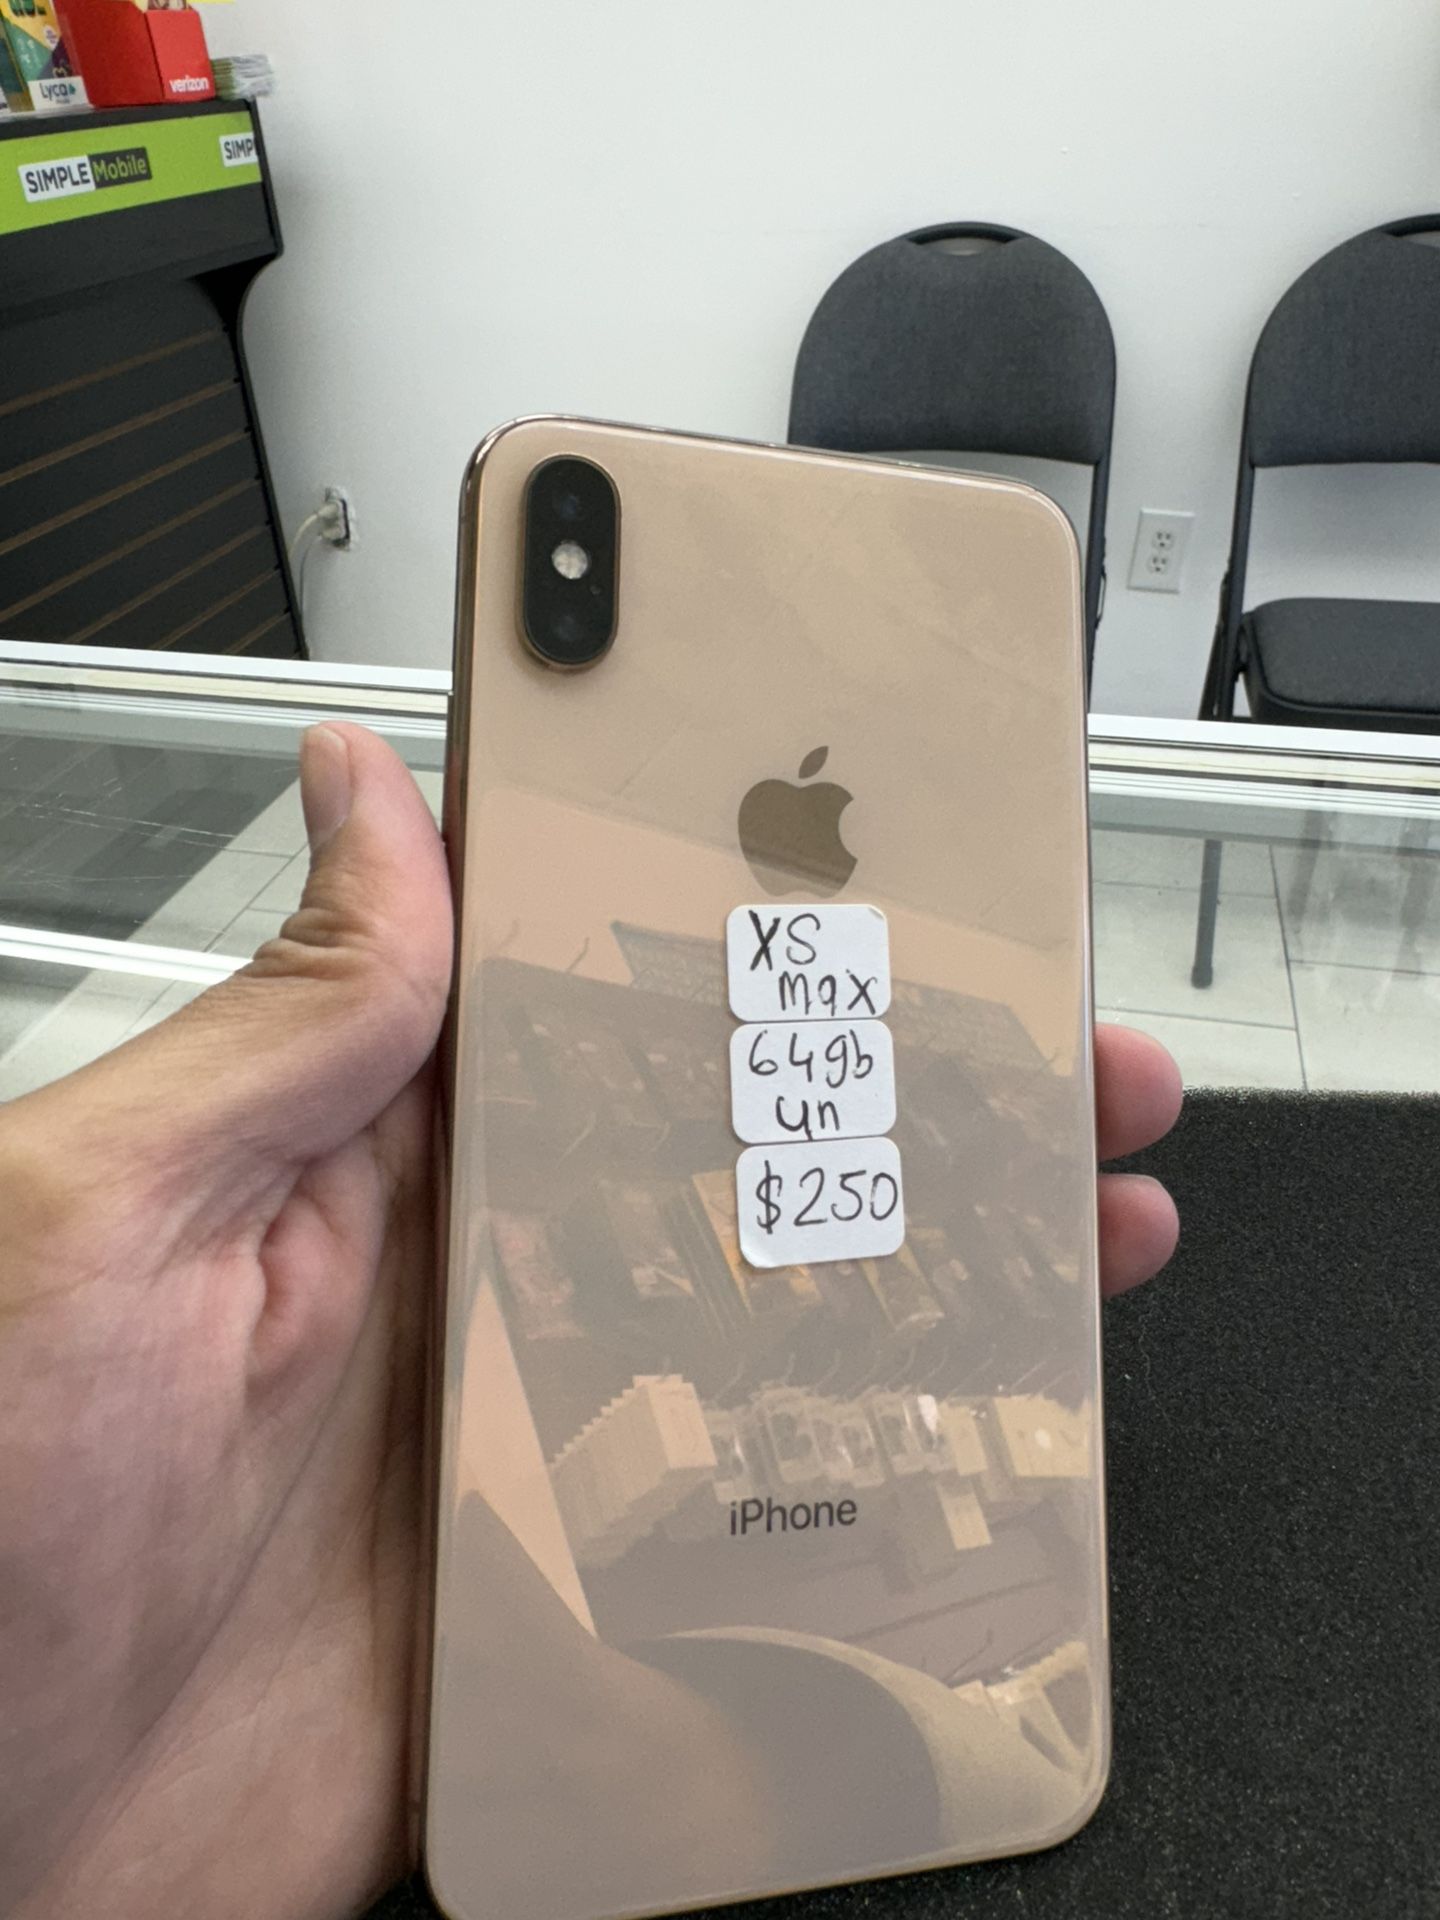 Lyca
verizon
SIMPLE Mobile
SIMP
XS
max
64gb
un
$250
iPhone